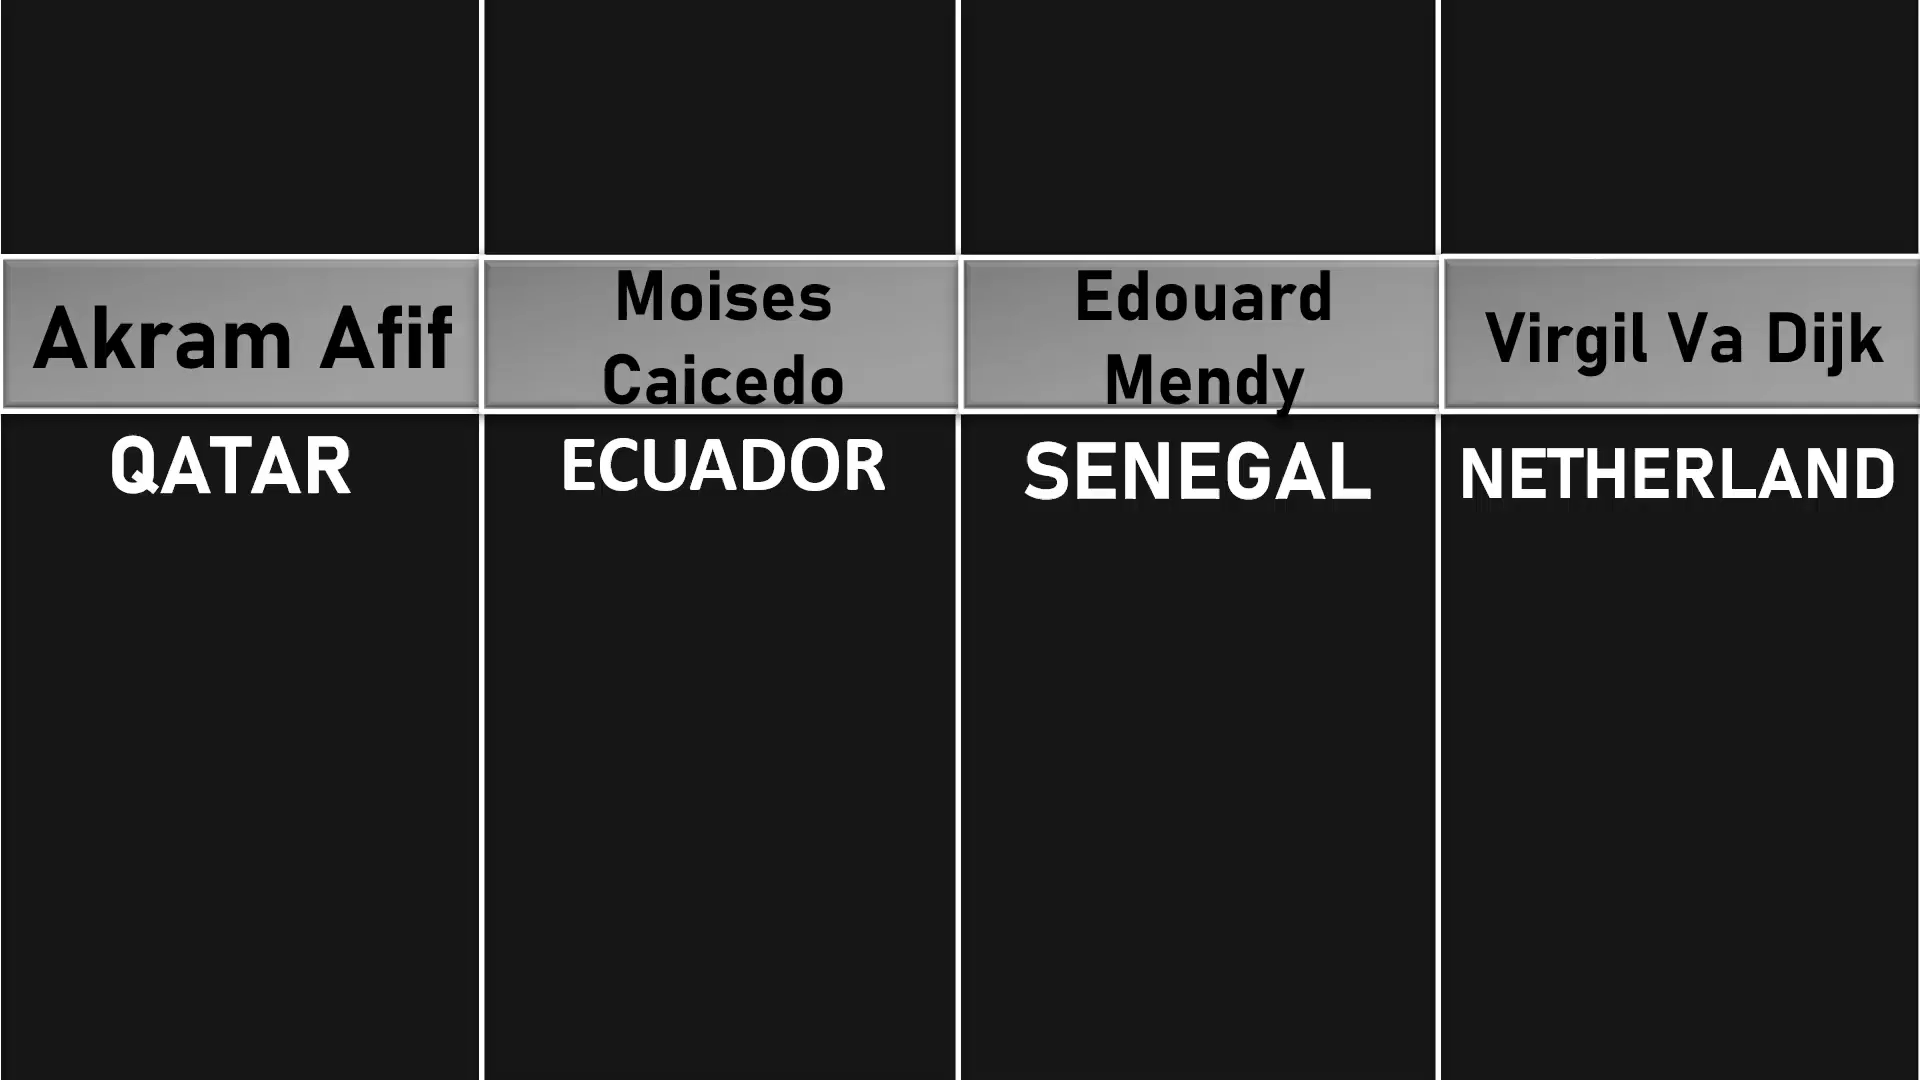 Akram Afif
Moises
Caicedo
Edouard
Mendy
Virgil Va Dijk
QATAR
ECUADOR
SENEGAL
NETHERLAND